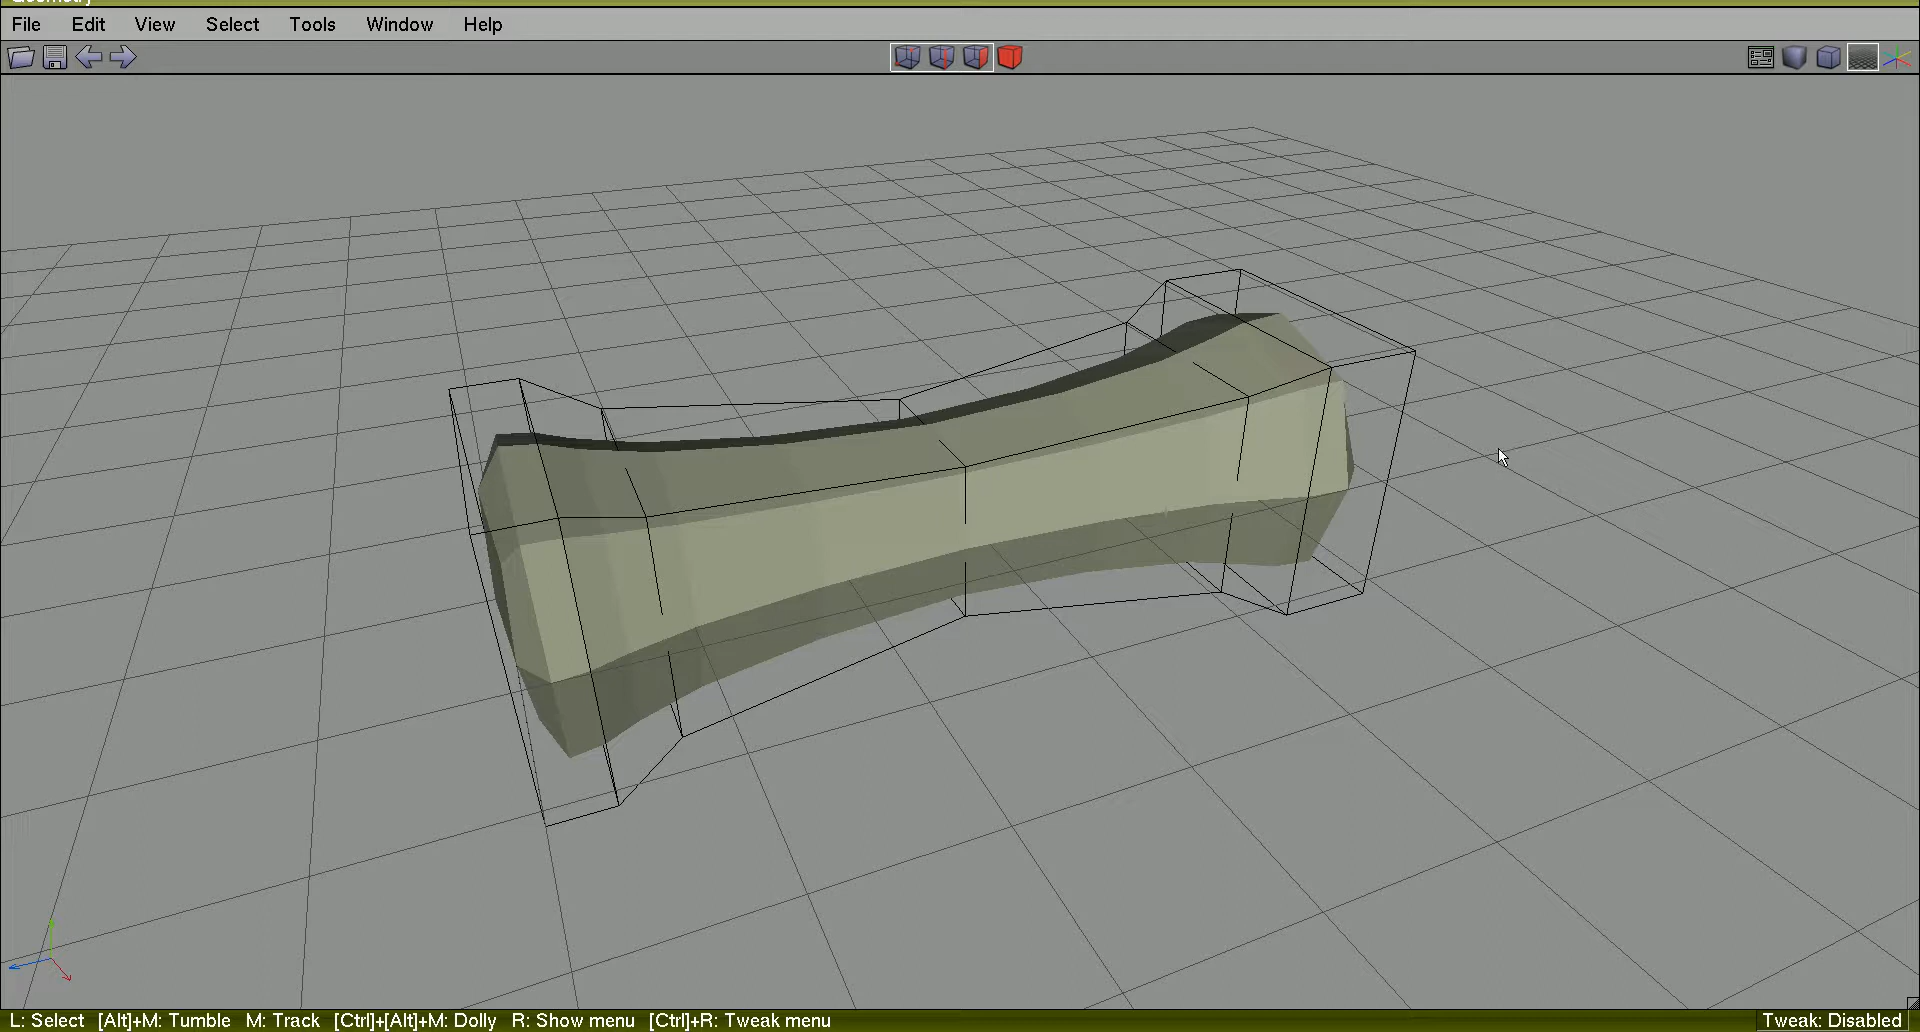 Geometry
File Edit View Select Tools Window Help
L: Select [Alt]+M: Tumble M: Track [Ctrl]+[Alt]+M: Dolly R: Show menu [Ctrl]+R: Tweak menu Tweak: Disabled